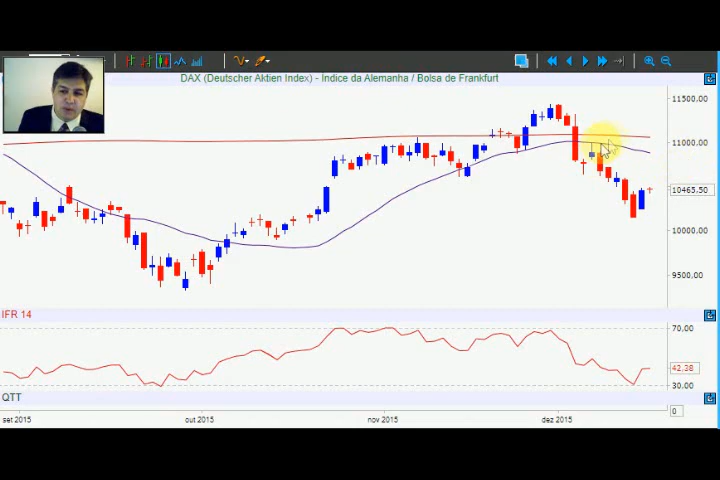 DAX (Deutscher Aktien Index) - Índice da Alemanha / Bolsa de Frankfurt
11500.00
11000.00
10465.50
10000.00
9500.00
IFR 14
70.00
42.38
30.00
QTT
0
set 2015
out 2015
nov 2015
dez 2015